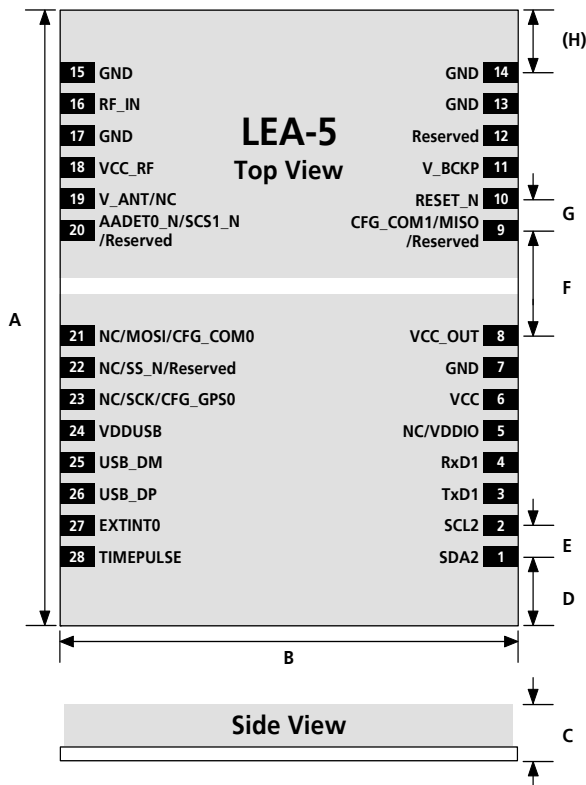 (H)
15 GND
GND 14
16 RF_IN
GND 13
17 GND
LEA-5
Reserved 12
18 VCC_RF
Top View
V_BCKP 11
19 V_ANT/NC
RESET_N 10
G
20 AADET0_N/SCS1_N
/Reserved
CFG_COM1/MISO 9
/Reserved
F
A
21 NC/MOSI/CFG_COM0
VCC_OUT 8
22 NC/SS_N/Reserved
GND 7
23 NC/SCK/CFG_GPS0
VCC 6
24 VDDUSB
NC/VDDIO 5
25 USB_DM
RxD1 4
26 USB_DP
TxD1 3
27 EXTINT0
SCL2 2
E
28 TIMEPULSE
SDA2 1
D
B
Side View
C